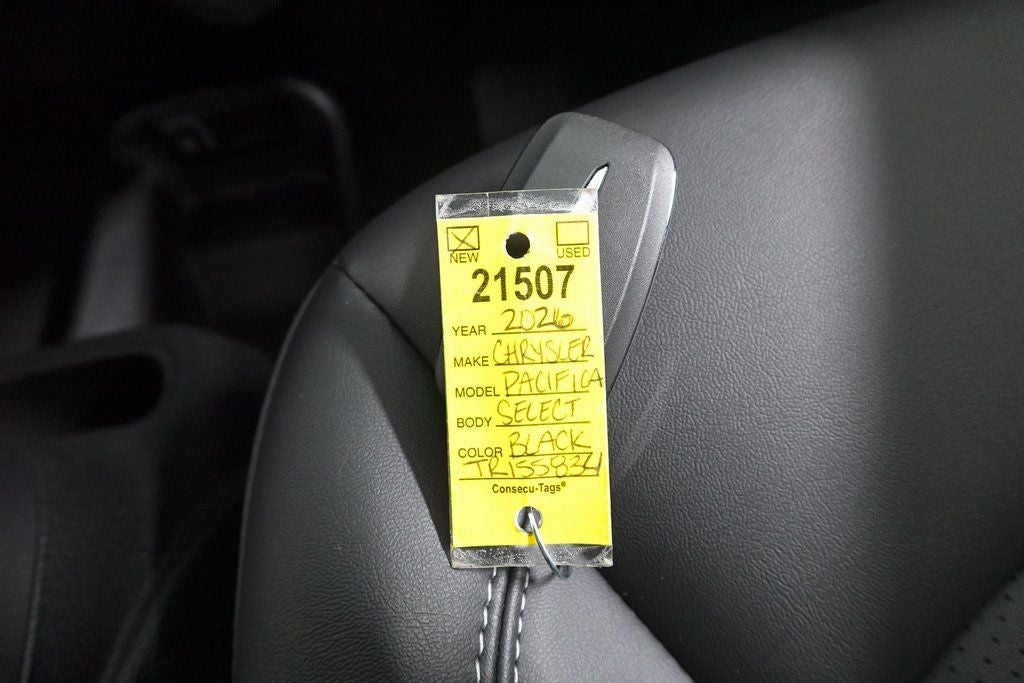 NEW USED
21507
YEAR 2026
MAKE CHRYSLER
MODEL PACIFICA
BODY SELECT
COLOR BLACK
TR155834
Consecu-Tags®